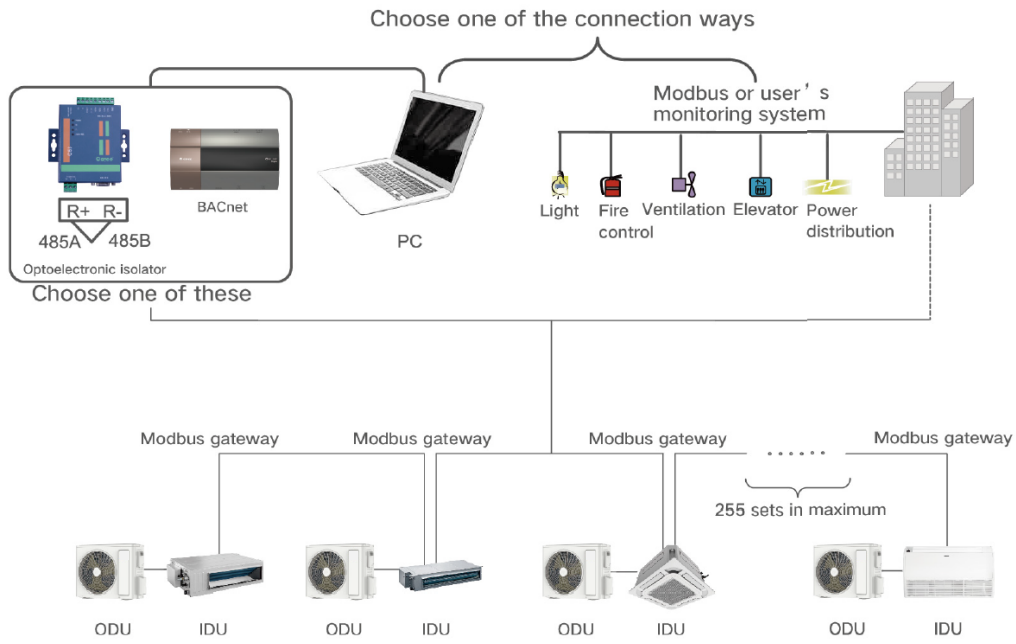 Choose one of the connection ways
Modbus or user's
monitoring system
BACnet
R+ R-
485A 485B
Optoelectronic isolator
Choose one of these
PC
Light
Fire
control
Ventilation
Elevator
Power
distribution
Modbus gateway
Modbus gateway
Modbus gateway
Modbus gateway
255 sets in maximum
ODU
IDU
ODU
IDU
ODU
IDU
ODU
IDU